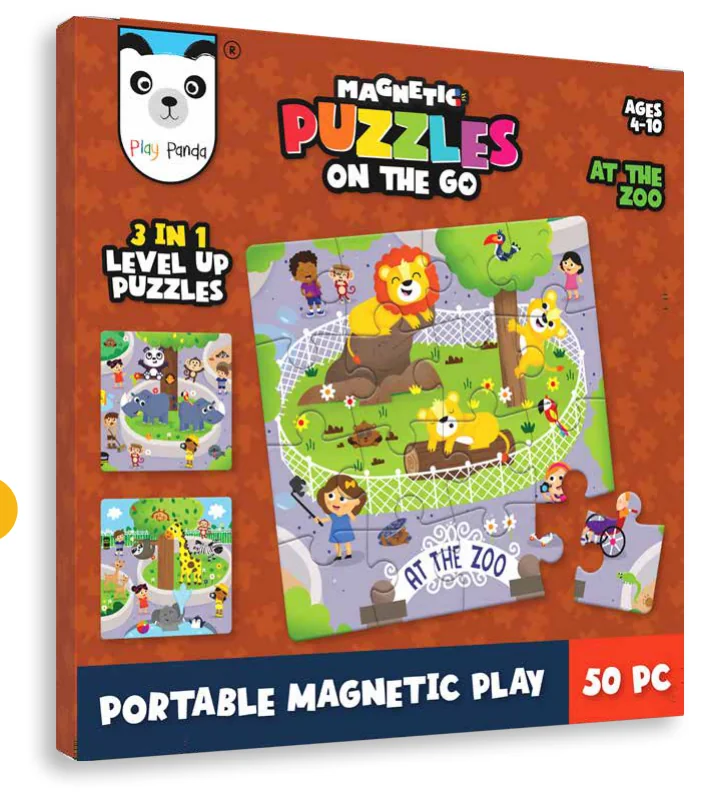 ®
Play Panda
MAGNETIC
PUZZLES
ON THE GO
AGES
4-10
AT THE
ZOO
3 IN 1
LEVEL UP
PUZZLES
AT THE ZOO
PORTABLE MAGNETIC PLAY
50 PC